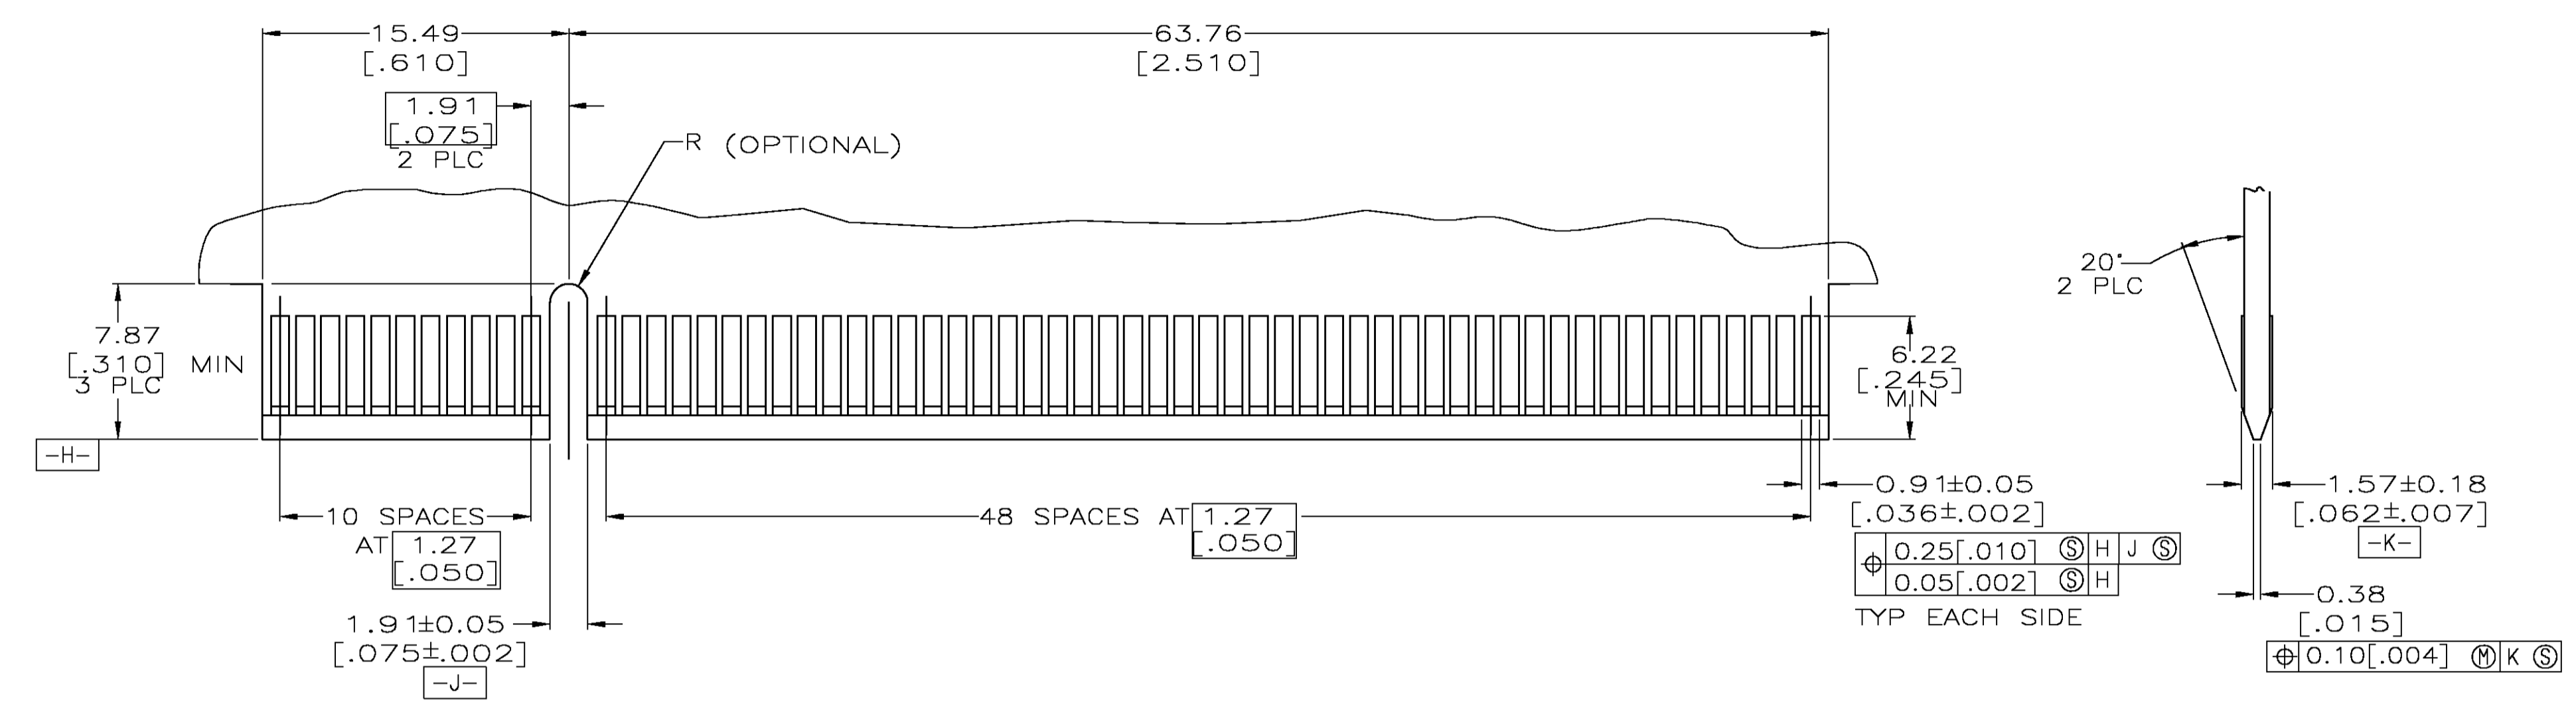 15.49
[.610]
63.76
[2.510]
1.91
[.075]
2 PLC
R (OPTIONAL)
7.87
[.310] MIN
3 PLC
-H-
10 SPACES
AT 1.27
[.050]
1.91±0.05
[.075±.002]
-J-
48 SPACES AT 1.27
[.050]
6.22
[.245]
MIN
0.91±0.05
[.036±.002]
⌖ 0.25[.010] Ⓢ H J Ⓢ
0.05[.002] Ⓢ H
TYP EACH SIDE
20°
2 PLC
1.57±0.18
[.062±.007]
-K-
0.38
[.015]
⌖ 0.10[.004] Ⓜ K Ⓢ